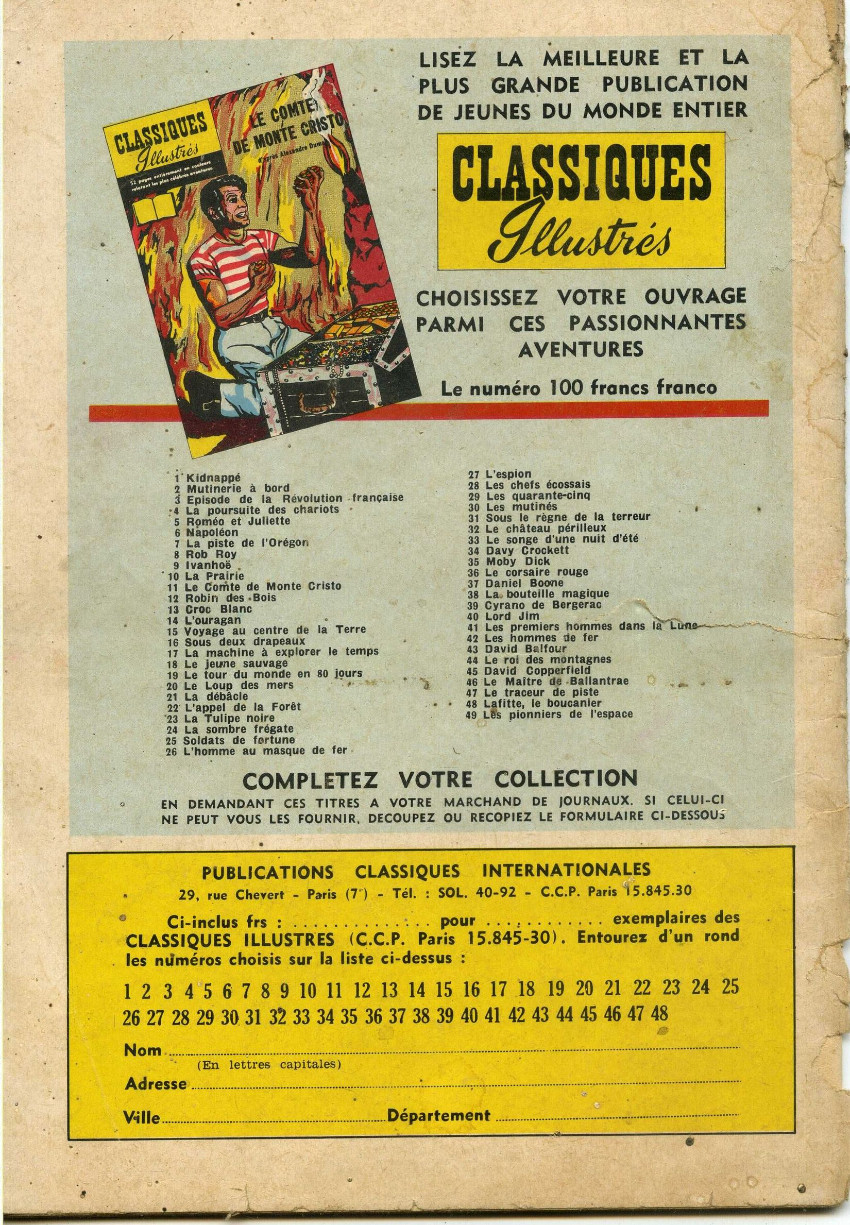 LISEZ LA MEILLEURE ET LA
PLUS GRANDE PUBLICATION
DE JEUNES DU MONDE ENTIER
CLASSIQUES
Illustrés
CHOISISSEZ VOTRE OUVRAGE
PARMI CES PASSIONNANTES
AVENTURES
Le numéro 100 francs franco
CLASSIQUES
Illustrés
52 pages entièrement en couleurs
relatant les plus célèbres aventures
LE COMTE
DE MONTE CRISTO
d'après Alexandre Dumas
1 Kidnappé
2 Mutinerie à bord
3 Episode de la Révolution française
4 La poursuite des chariots
5 Roméo et Juliette
6 Napoléon
7 La piste de l'Orégon
8 Rob Roy
9 Ivanhoë
10 La Prairie
11 Le Comte de Monte Cristo
12 Robin des Bois
13 Croc Blanc
14 L'ouragan
15 Voyage au centre de la Terre
16 Sous deux drapeaux
17 La machine à explorer le temps
18 Le jeune sauvage
19 Le tour du monde en 80 jours
20 Le Loup des mers
21 La débâcle
22 L'appel de la Forêt
23 La Tulipe noire
24 La sombre frégate
25 Soldats de fortune
26 L'homme au masque de fer
27 L'espion
28 Les chefs écossais
29 Les quarante-cinq
30 Les mutinés
31 Sous le règne de la terreur
32 Le château périlleux
33 Le songe d'une nuit d'été
34 Davy Crockett
35 Moby Dick
36 Le corsaire rouge
37 Daniel Boone
38 La bouteille magique
39 Cyrano de Bergerac
40 Lord Jim
41 Les premiers hommes dans la Lune
42 Les hommes de fer
43 David Balfour
44 Le roi des montagnes
45 David Copperfield
46 Le Maître de Ballantrae
47 Le traceur de piste
48 Lafitte, le boucanier
49 Les pionniers de l'espace
COMPLETEZ VOTRE COLLECTION
EN DEMANDANT CES TITRES A VOTRE MARCHAND DE JOURNAUX. SI CELUI-CI
NE PEUT VOUS LES FOURNIR, DECOUPEZ OU RECOPIEZ LE FORMULAIRE CI-DESSOUS
PUBLICATIONS CLASSIQUES INTERNATIONALES
29, rue Chevert - Paris (7e) - Tél. : SOL. 40-92 - C.C.P. Paris 15.845.30
Ci-inclus frs : .............. pour ............ exemplaires des
CLASSIQUES ILLUSTRES (C.C.P. Paris 15.845-30). Entourez d'un rond
les numéros choisis sur la liste ci-dessus :
1 2 3 4 5 6 7 8 9 10 11 12 13 14 15 16 17 18 19 20 21 22 23 24 25
26 27 28 29 30 31 32 33 34 35 36 37 38 39 40 41 42 43 44 45 46 47 48
Nom
(En lettres capitales)
Adresse
Ville Département